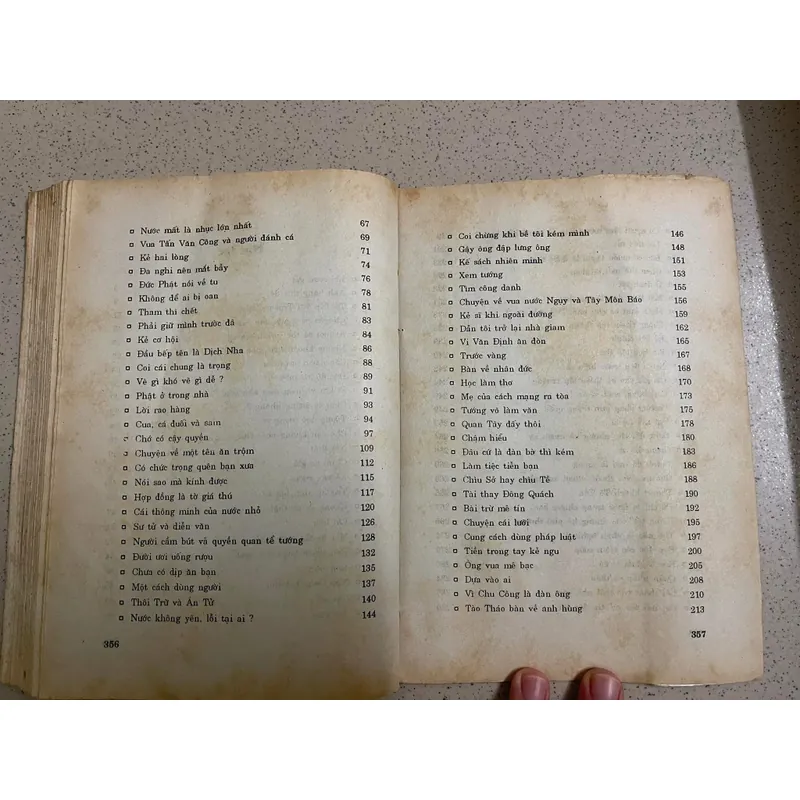 ▫ Nước mất là nhục lớn nhất 67
▫ Vua Tấn Văn Công và người đánh cá 69
▫ Kẻ hai lòng 71
▫ Đa nghi nên mắt bẫy 74
▫ Đức Phật nói về tu 76
▫ Không để ai bị oan 78
▫ Tham thì chết 81
▫ Phải giữ mình trước đã 83
▫ Kẻ cơ hội 84
▫ Đầu bếp tên là Dịch Nha 86
▫ Coi cái chung là trọng 88
▫ Vẽ gì khó vẽ gì dễ ? 89
▫ Phật ở trong nhà 91
▫ Lời rao hàng 93
▫ Cua, cá đuối và sam 94
▫ Chớ có cậy quyền 97
▫ Chuyện về một tên ăn trộm 109
▫ Có chức trọng quên bạn xưa 112
▫ Nói sao mà kính được 115
▫ Hợp đồng là tờ giá thú 117
▫ Cái thông minh của nước nhỏ 120
▫ Sư tử và diễn văn 126
▫ Người cầm bút và quyền quan tể tướng 128
▫ Đười ươi uống rượu 132
▫ Chưa có dịp ăn bạn 135
▫ Một cách dùng người 137
▫ Thôi Trữ và Án Tử 140
▫ Nước không yên, lỗi tại ai ? 144
356
▫ Coi chừng khi bề tôi kém mình 146
▫ Gậy ông đập lưng ông 148
▫ Kế sách nhiên minh 151
▫ Xem tướng 153
▫ Tìm công danh 155
▫ Chuyện về vua nước Ngụy và Tây Môn Báo 156
▫ Kẻ sĩ khi ngoài đường 159
▫ Dẫn tôi trở lại nhà giam 162
▫ Vi Văn Định ăn đòn 165
▫ Trước vàng 167
▫ Bàn về nhân đức 168
▫ Học làm thơ 170
▫ Mẹ của cách mạng ra tòa 173
▫ Tướng võ làm văn 175
▫ Quan Tây đấy thôi 178
▫ Chậm hiểu 180
▫ Đâu cứ là đàn bờ thì kém 183
▫ Làm tiệc tiễn bạn 186
▫ Chìu Sở hay chìu Tề 188
▫ Tài thay Đông Quách 190
▫ Bài trừ mê tín 192
▫ Chuyện cái lưỡi 195
▫ Cung cách dùng pháp luật 197
▫ Tiền trong tay kẻ ngu 200
▫ Ông vua mê bạc 205
▫ Dựa vào ai 208
▫ Vì Chu Công là đàn ông 210
▫ Tào Tháo bàn về anh hùng 213
357